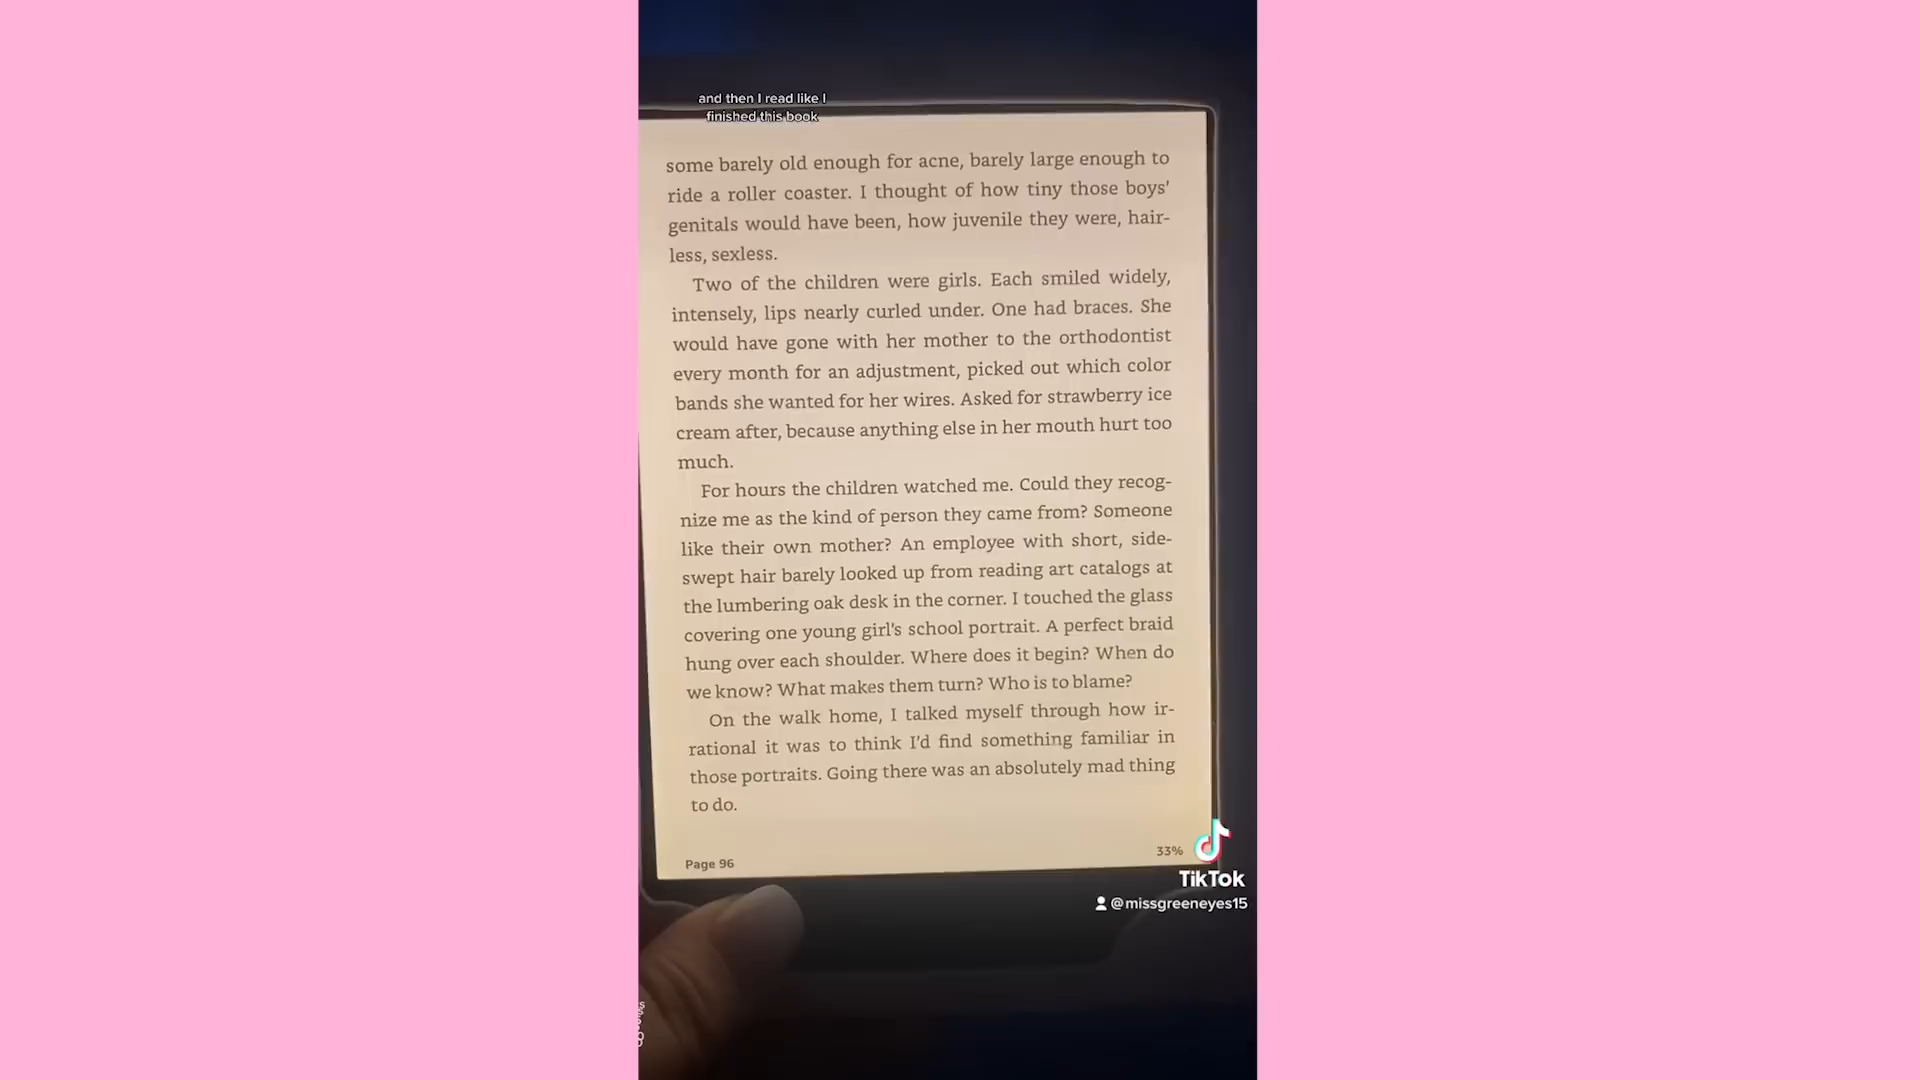 and then I read like I
finished this book
some barely old enough for acne, barely large enough to
ride a roller coaster. I thought of how tiny those boys'
genitals would have been, how juvenile they were, hair-
less, sexless.
Two of the children were girls. Each smiled widely,
intensely, lips nearly curled under. One had braces. She
would have gone with her mother to the orthodontist
every month for an adjustment, picked out which color
bands she wanted for her wires. Asked for strawberry ice
cream after, because anything else in her mouth hurt too
much.
For hours the children watched me. Could they recog-
nize me as the kind of person they came from? Someone
like their own mother? An employee with short, side-
swept hair barely looked up from reading art catalogs at
the lumbering oak desk in the corner. I touched the glass
covering one young girl's school portrait. A perfect braid
hung over each shoulder. Where does it begin? When do
we know? What makes them turn? Who is to blame?
On the walk home, I talked myself through how ir-
rational it was to think I'd find something familiar in
those portraits. Going there was an absolutely mad thing
to do.
Page 96
33%
TikTok
@missgreeneyes15